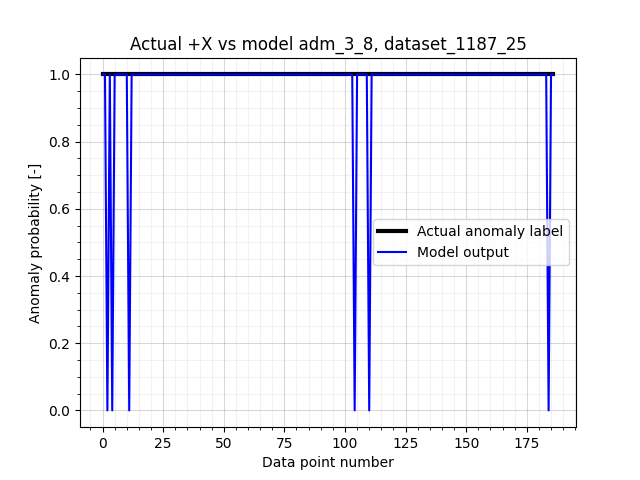 Actual +X vs model adm_3_8, dataset_1187_25
1.0
0.8
0.6
0.4
0.2
0.0
Anomaly probability [-]
Actual anomaly label
Model output
0 25 50 75 100 125 150 175
Data point number